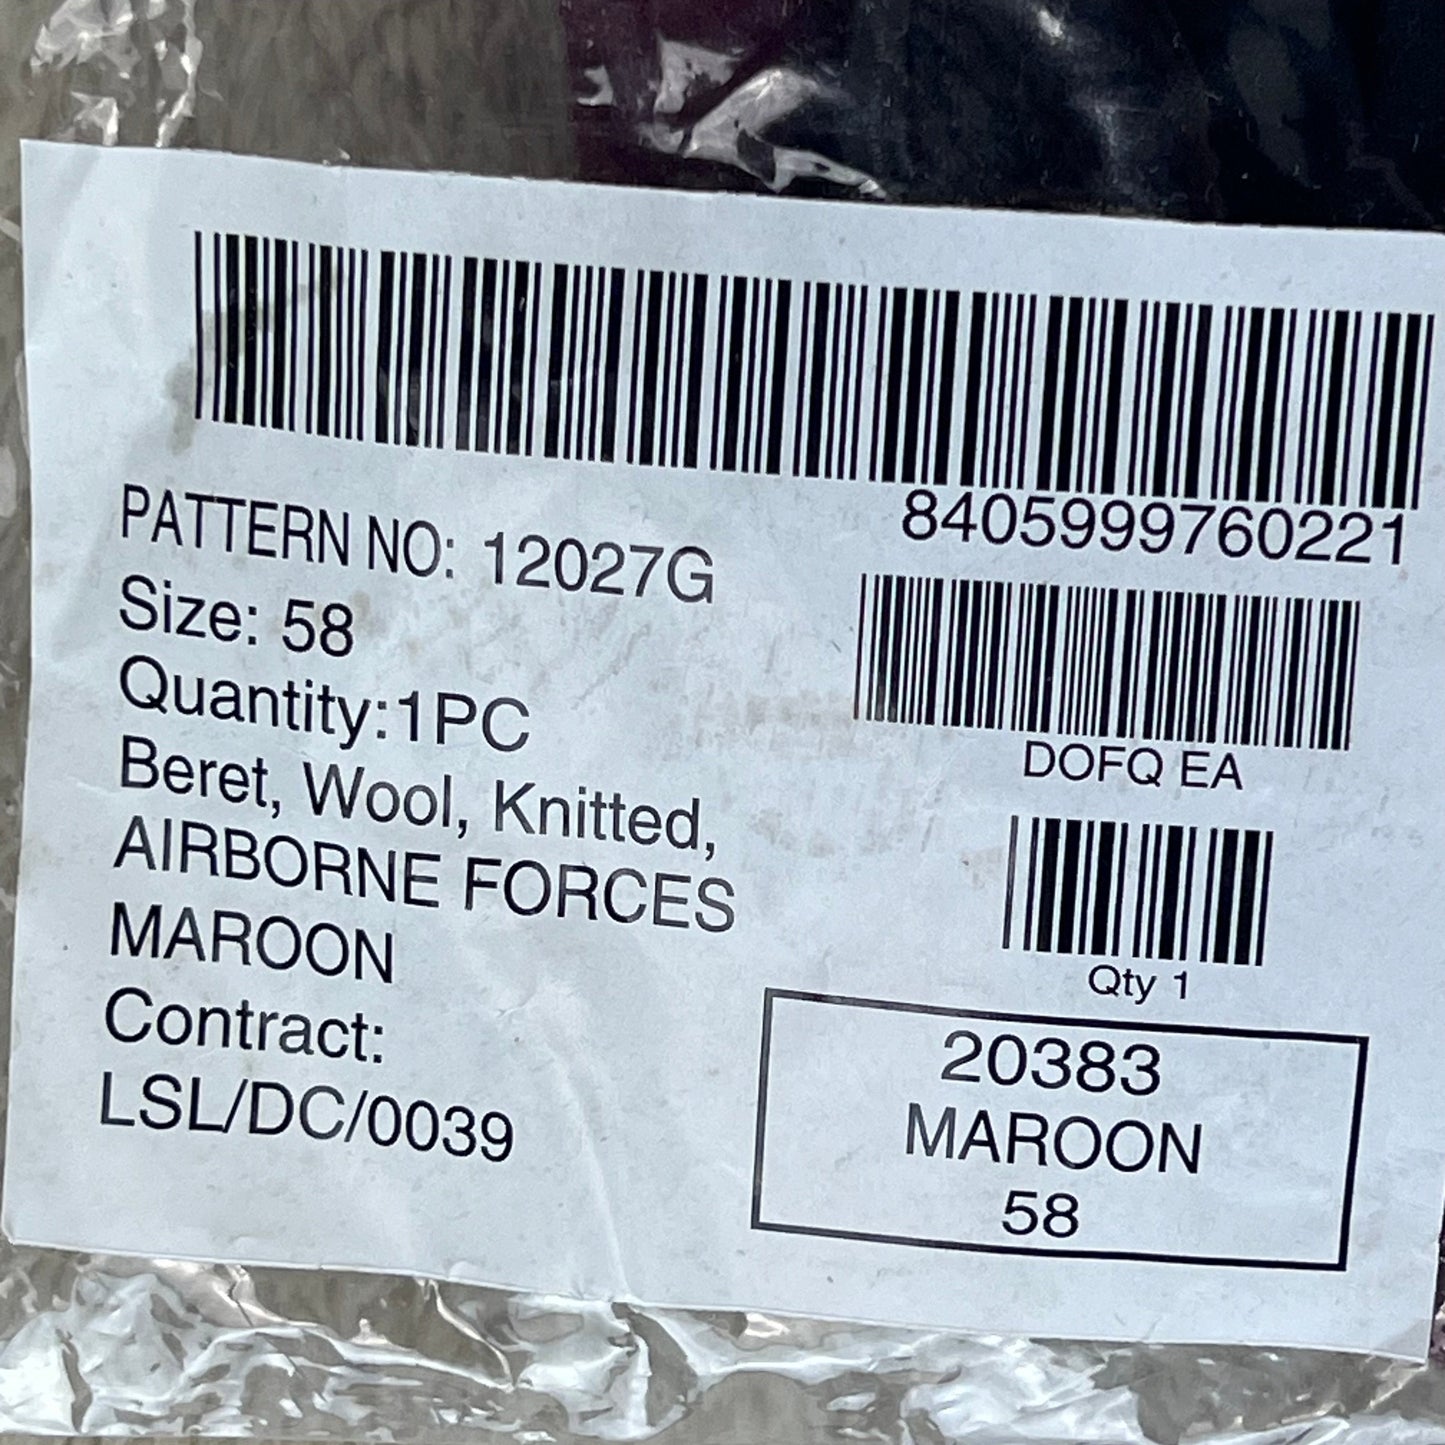 PATTERN NO: 12027G
Size: 58
Quantity:1PC
Beret, Wool, Knitted,
AIRBORNE FORCES
MAROON
Contract:
LSL/DC/0039
8405999760221
DOFQ EA
Qty 1
20383
MAROON
58